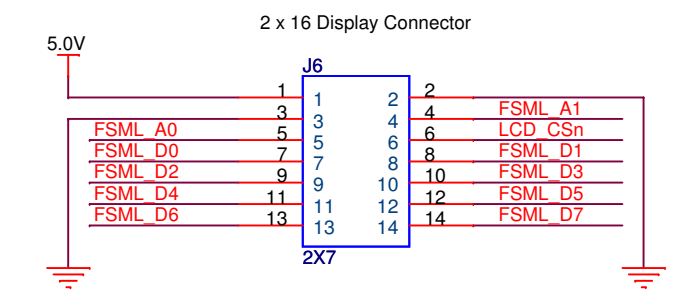 2 x 16 Display Connector
5.0V
J6
1 1 2 2
3 3 4 4 FSML_A1
FSML_A0 5 5 6 6 LCD_CSn
FSML_D0 7 7 8 8 FSML_D1
FSML_D2 9 9 10 10 FSML_D3
FSML_D4 11 11 12 12 FSML_D5
FSML_D6 13 13 14 14 FSML_D7
2X7